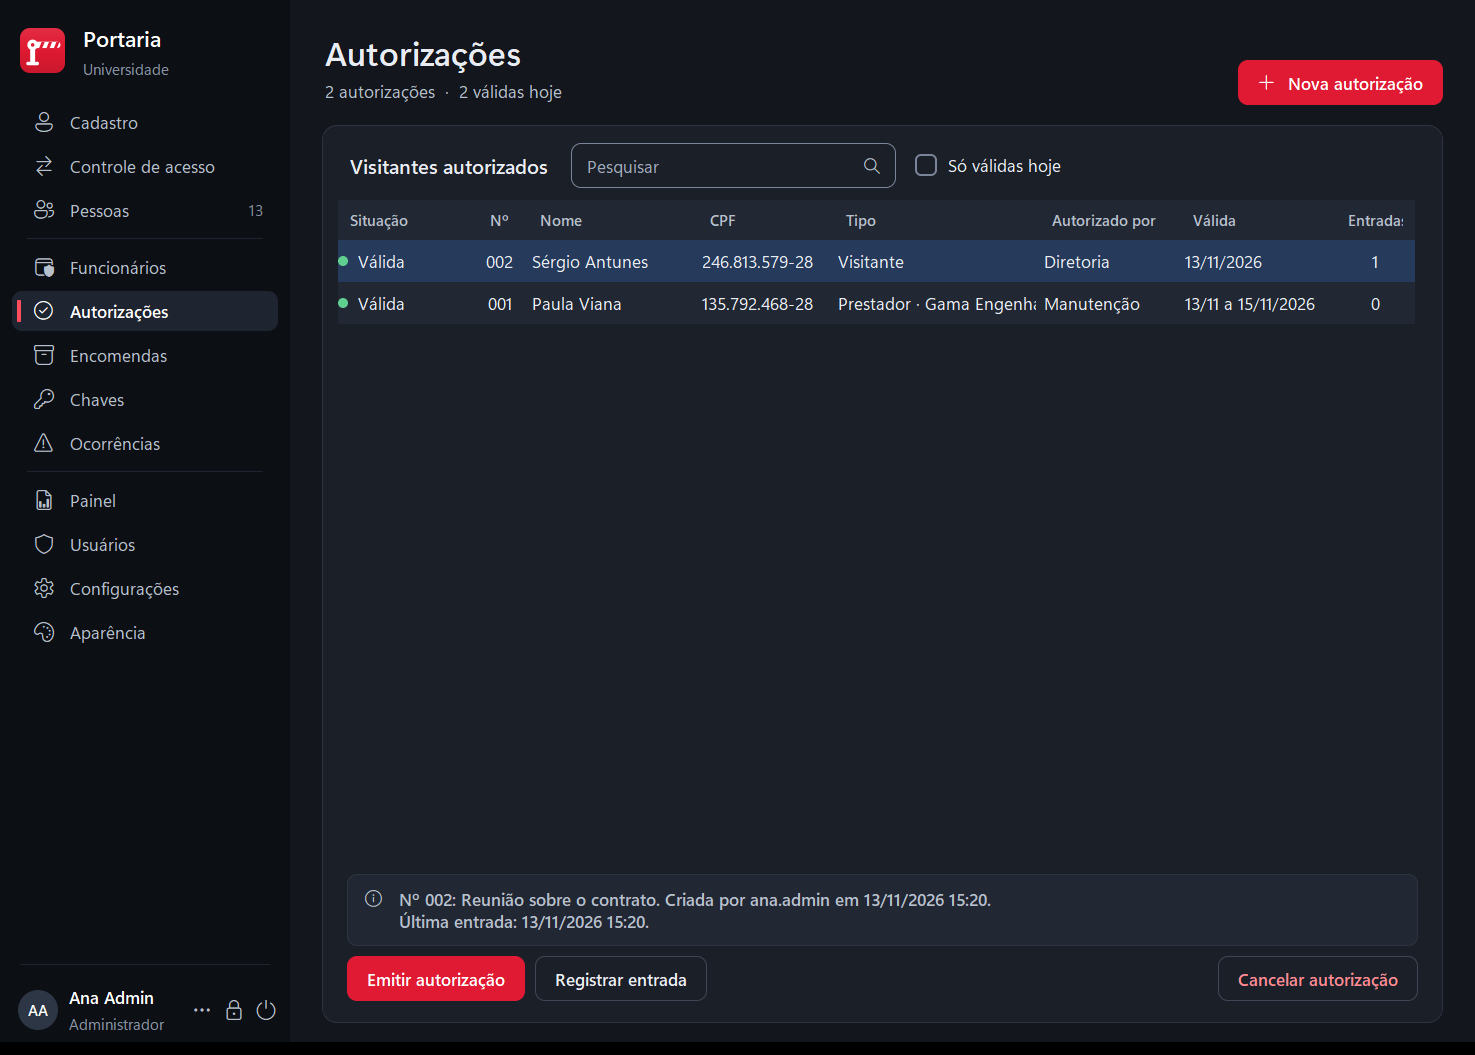 Portaria
Universidade
Cadastro
Controle de acesso
Pessoas 13
Funcionários
Autorizações
Encomendas
Chaves
Ocorrências
Painel
Usuários
Configurações
Aparência
AA
Ana Admin
Administrador
Autorizações
2 autorizações · 2 válidas hoje
Nova autorização
Visitantes autorizados
Pesquisar
Só válidas hoje
Situação Nº Nome CPF Tipo Autorizado por Válida Entradas
Válida 002 Sérgio Antunes 246.813.579-28 Visitante Diretoria 13/11/2026 1
Válida 001 Paula Viana 135.792.468-28 Prestador · Gama Engenha Manutenção 13/11 a 15/11/2026 0
Nº 002: Reunião sobre o contrato. Criada por ana.admin em 13/11/2026 15:20.
Última entrada: 13/11/2026 15:20.
Emitir autorização
Registrar entrada
Cancelar autorização